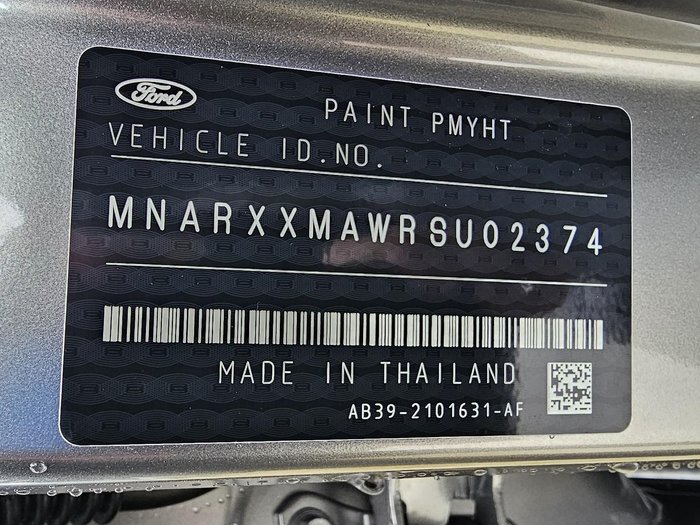 Ford
PAINT PMYHT
VEHICLE ID.NO.
MNARXXMAWRSU02374
MADE IN THAILAND
AB39-2101631-AF